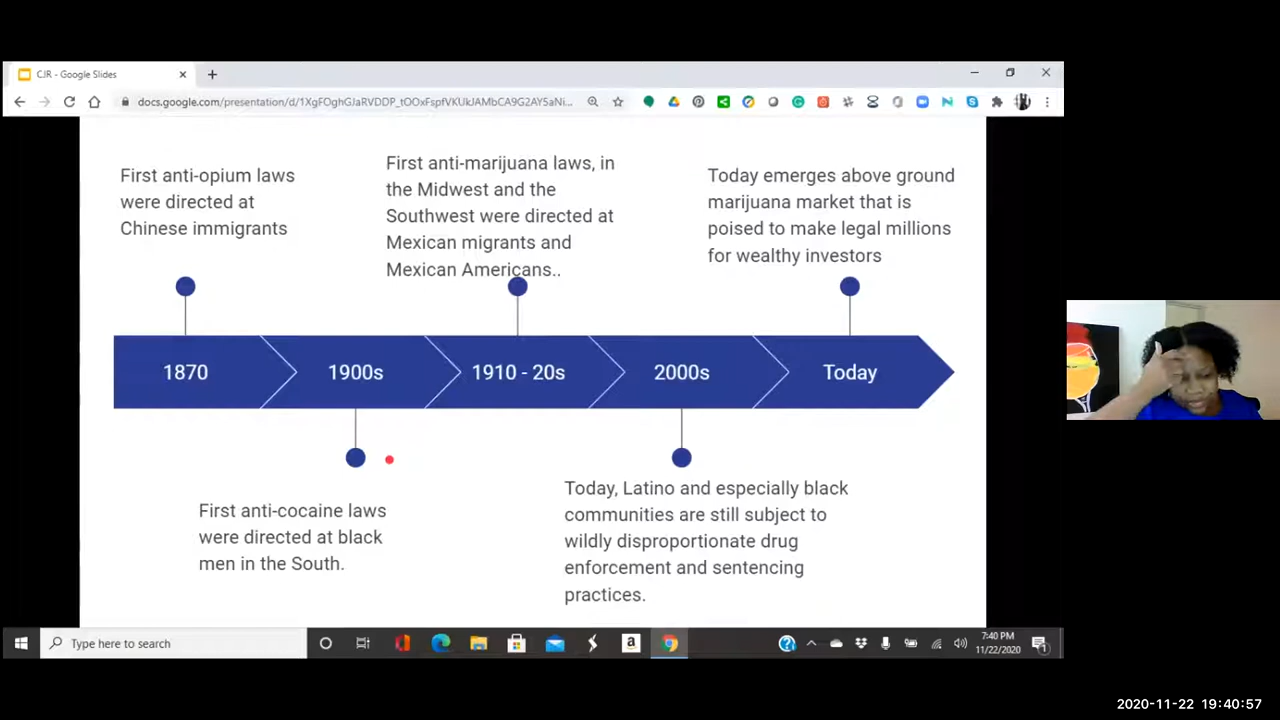 CJR - Google Slides
docs.google.com/presentation/d/1XgFOghGJaRVDDP_tOOxFspfVKUkJAMbCA9G2AY5aNi...
First anti-opium laws
were directed at
Chinese immigrants
First anti-marijuana laws, in
the Midwest and the
Southwest were directed at
Mexican migrants and
Mexican Americans..
Today emerges above ground
marijuana market that is
poised to make legal millions
for wealthy investors
1870
1900s
1910 - 20s
2000s
Today
First anti-cocaine laws
were directed at black
men in the South.
Today, Latino and especially black
communities are still subject to
wildly disproportionate drug
enforcement and sentencing
practices.
Type here to search
7:40 PM
11/22/2020
2020-11-22 19:40:57